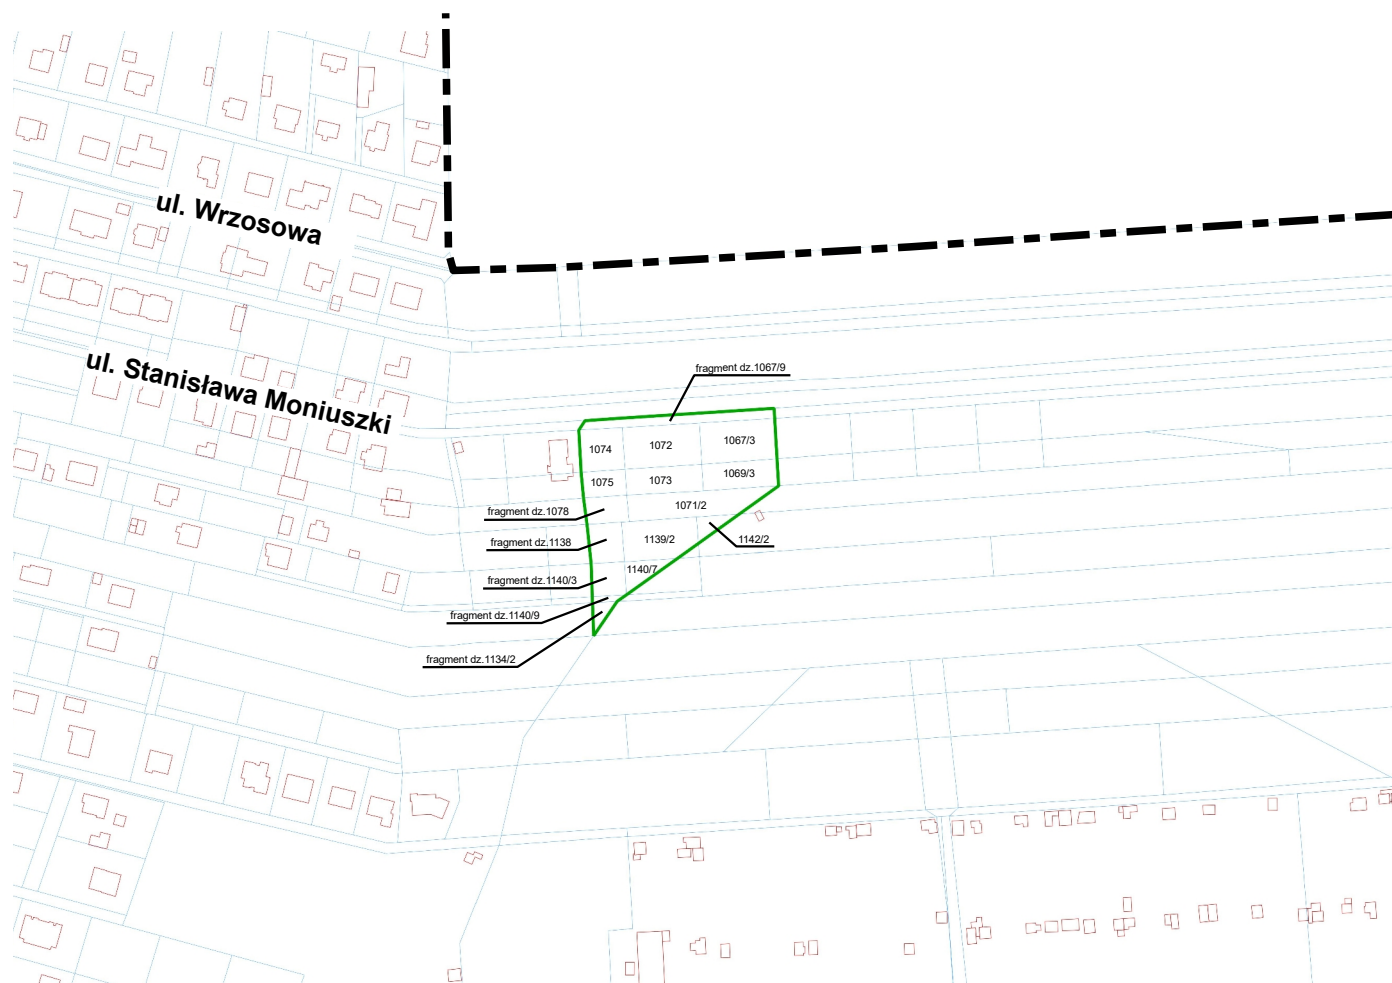 ul. Wrzosowa
ul. Stanisława Moniuszki
fragment dz.1067/9
1074
1072
1067/3
1075
1073
1069/3
fragment dz.1078
1071/2
fragment dz.1138
1139/2
1142/2
fragment dz.1140/3
1140/7
fragment dz.1140/9
fragment dz.1134/2